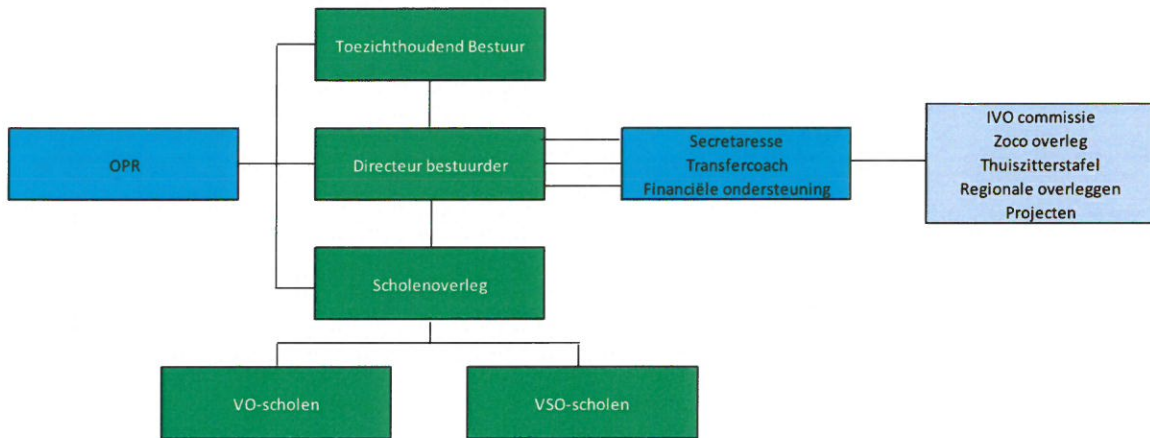 Toezichthoudend Bestuur
OPR
Directeur bestuurder
Secretaresse
Transfercoach
Financiële ondersteuning
IVO commissie
Zoco overleg
Thuiszitterstafel
Regionale overleggen
Projecten
Scholenoverleg
VO-scholen
VSO-scholen